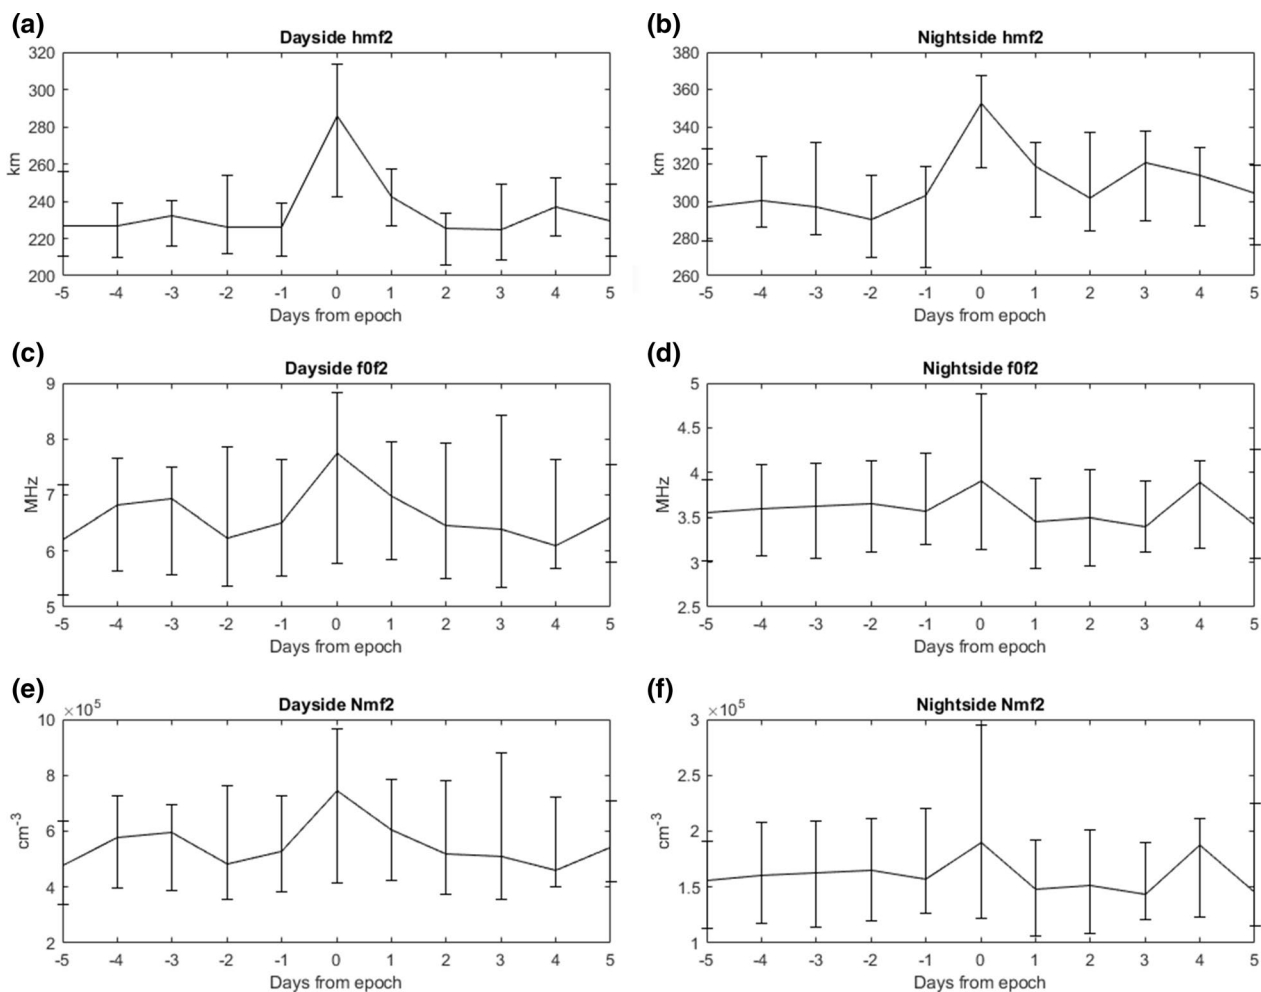 (a)
Dayside hmf2
320
300
280
260
240
220
200
km
-5 -4 -3 -2 -1 0 1 2 3 4 5
Days from epoch
(b)
Nightside hmf2
380
360
340
320
300
280
260
km
-5 -4 -3 -2 -1 0 1 2 3 4 5
Days from epoch
(c)
Dayside f0f2
9
8
7
6
5
MHz
-5 -4 -3 -2 -1 0 1 2 3 4 5
Days from epoch
(d)
Nightside f0f2
5
4.5
4
3.5
3
2.5
MHz
-5 -4 -3 -2 -1 0 1 2 3 4 5
Days from epoch
(e)
Dayside Nmf2
×10⁵
10
8
6
4
2
cm⁻³
-5 -4 -3 -2 -1 0 1 2 3 4 5
Days from epoch
(f)
Nightside Nmf2
×10⁵
3
2.5
2
1.5
1
cm⁻³
-5 -4 -3 -2 -1 0 1 2 3 4 5
Days from epoch